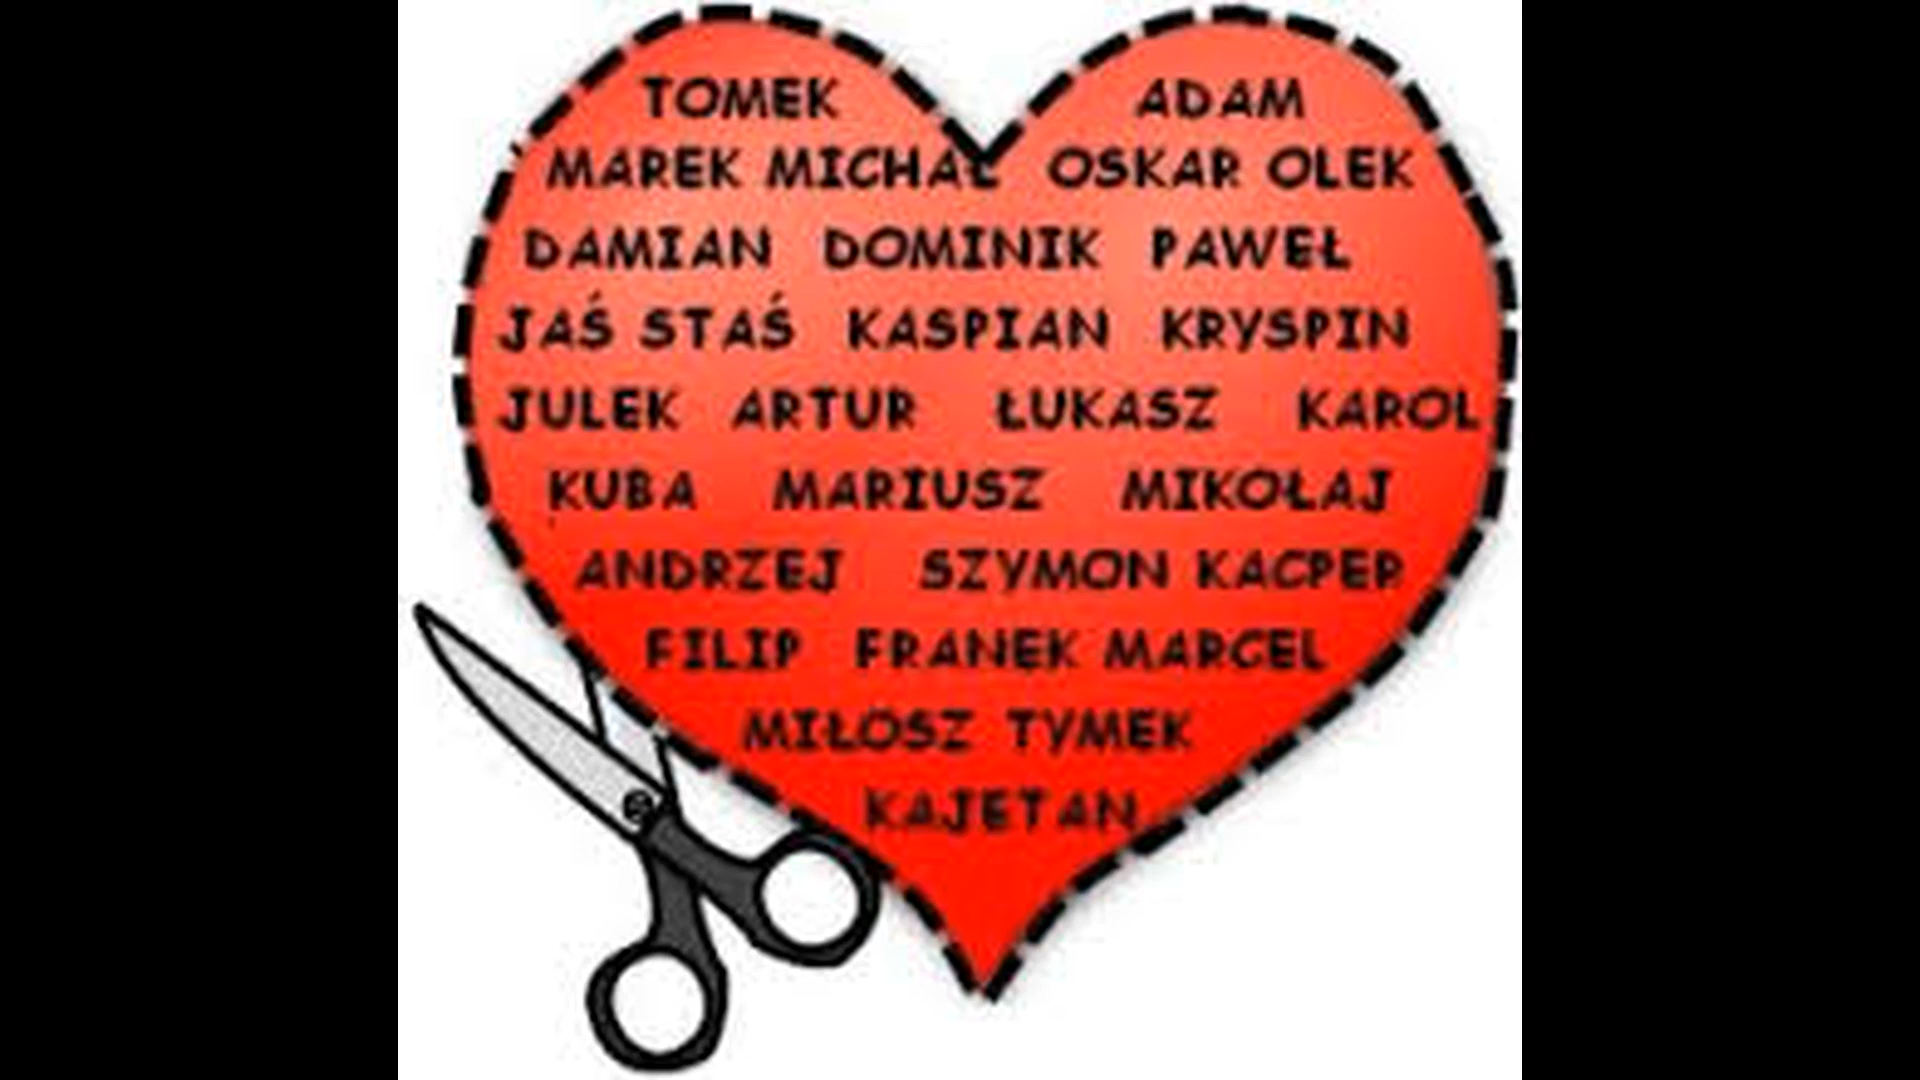 TOMEK ADAM
MAREK MICHAŁ OSKAR OLEK
DAMIAN DOMINIK PAWEŁ
JAŚ STAŚ KASPIAN KRYSPIN
JULEK ARTUR ŁUKASZ KAROL
KUBA MARIUSZ MIKOŁAJ
ANDRZEJ SZYMON KACPER
FILIP FRANEK MARCEL
MIŁOSZ TYMEK
KAJETAN